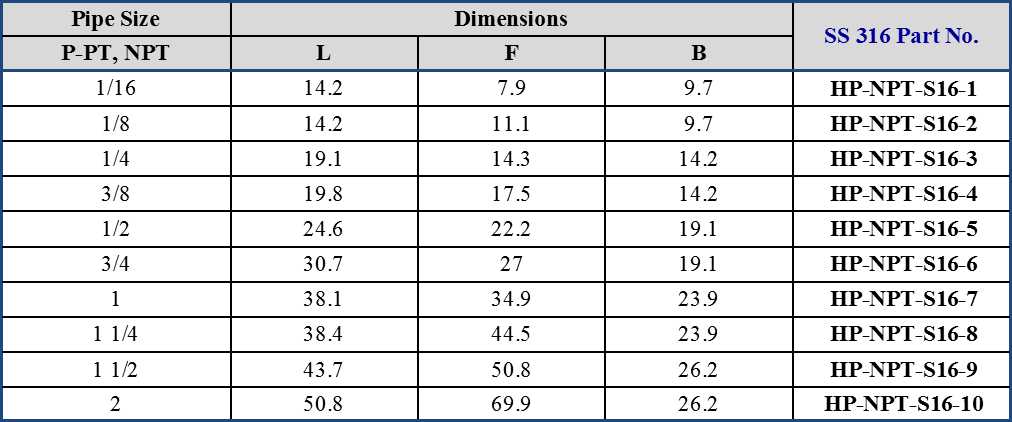 Pipe Size Dimensions SS 316 Part No.
P-PT, NPT L F B
1/16 14.2 7.9 9.7 HP-NPT-S16-1
1/8 14.2 11.1 9.7 HP-NPT-S16-2
1/4 19.1 14.3 14.2 HP-NPT-S16-3
3/8 19.8 17.5 14.2 HP-NPT-S16-4
1/2 24.6 22.2 19.1 HP-NPT-S16-5
3/4 30.7 27 19.1 HP-NPT-S16-6
1 38.1 34.9 23.9 HP-NPT-S16-7
1 1/4 38.4 44.5 23.9 HP-NPT-S16-8
1 1/2 43.7 50.8 26.2 HP-NPT-S16-9
2 50.8 69.9 26.2 HP-NPT-S16-10